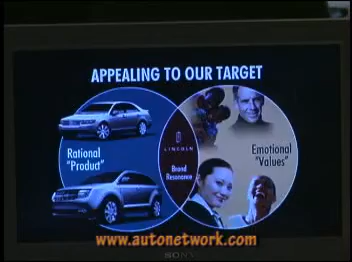 APPEALING TO OUR TARGET
Rational
"Product"
LINCOLN
Brand
Resonance
Emotional
"Values"
www.autonetwork.com
SONY